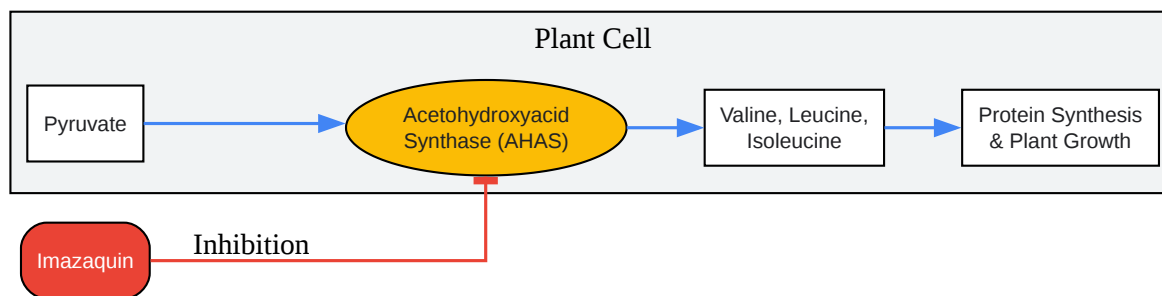 Plant Cell
Pyruvate
Acetohydroxyacid
Synthase (AHAS)
Valine, Leucine,
Isoleucine
Protein Synthesis
& Plant Growth
Imazaquin
Inhibition